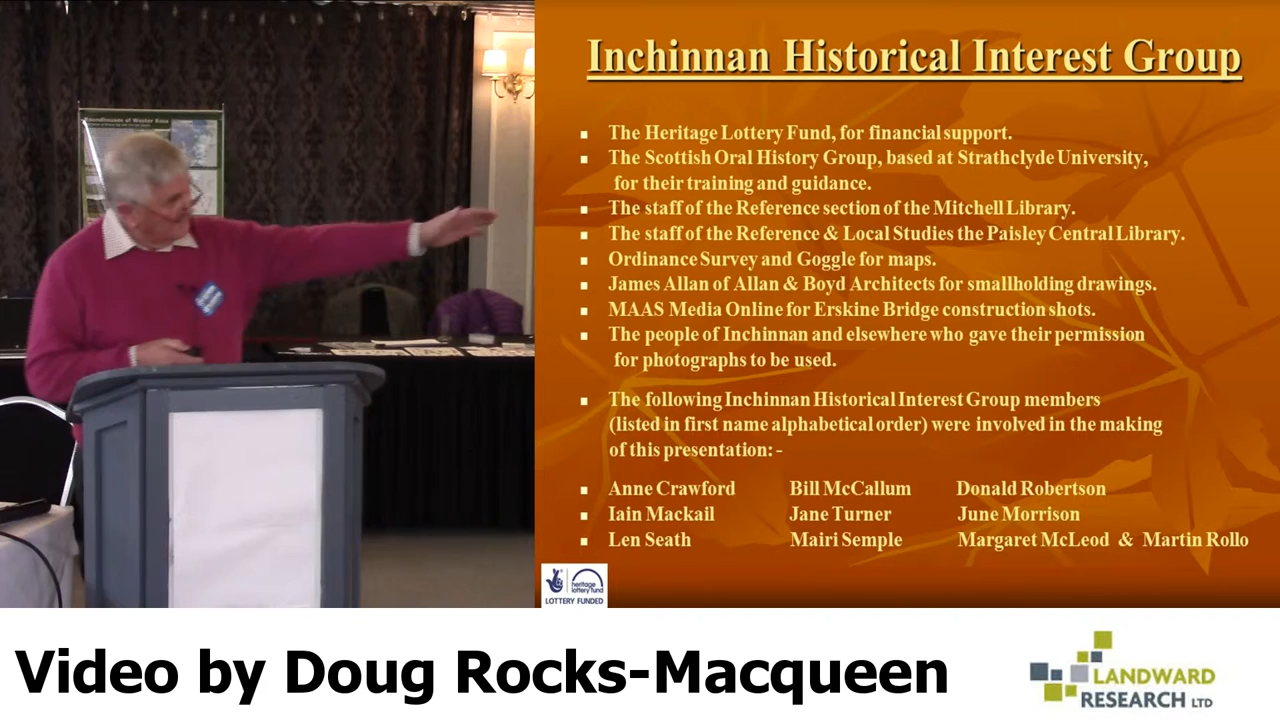 Inchinnan Historical Interest Group
The Heritage Lottery Fund, for financial support.
The Scottish Oral History Group, based at Strathclyde University,
for their training and guidance.
The staff of the Reference section of the Mitchell Library.
The staff of the Reference & Local Studies the Paisley Central Library.
Ordinance Survey and Goggle for maps.
James Allan of Allan & Boyd Architects for smallholding drawings.
MAAS Media Online for Erskine Bridge construction shots.
The people of Inchinnan and elsewhere who gave their permission
for photographs to be used.
The following Inchinnan Historical Interest Group members
(listed in first name alphabetical order) were involved in the making
of this presentation: -
Anne Crawford Bill McCallum Donald Robertson
Iain Mackail Jane Turner June Morrison
Len Seath Mairi Semple Margaret McLeod & Martin Rollo
heritage
lottery fund
LOTTERY FUNDED
Roundhouses of Wester Ross
Video by Doug Rocks-Macqueen
LANDWARD
RESEARCH LTD